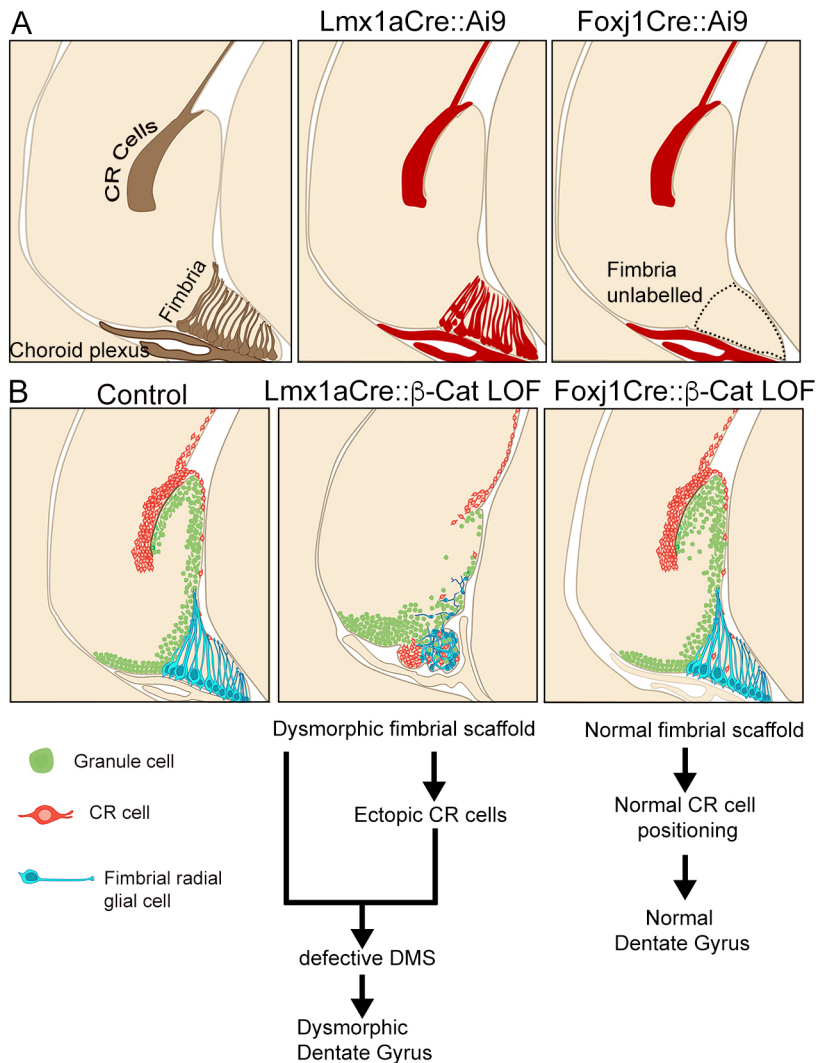 A
Lmx1aCre::Ai9
Foxj1Cre::Ai9
CR Cells
Fimbria
Choroid plexus
Fimbria
unlabelled
B
Control
Lmx1aCre::β-Cat LOF
Foxj1Cre::β-Cat LOF
Granule cell
CR cell
Fimbrial radial
glial cell
Dysmorphic fimbrial scaffold
Ectopic CR cells
defective DMS
Dysmorphic
Dentate Gyrus
Normal fimbrial scaffold
Normal CR cell
positioning
Normal
Dentate Gyrus